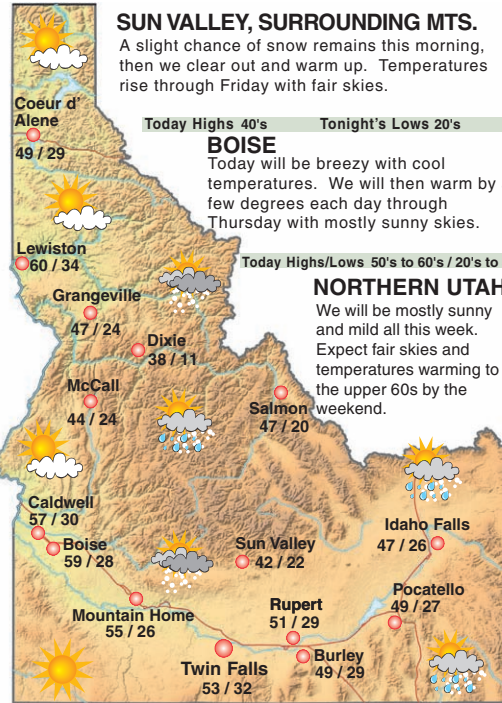 SUN VALLEY, SURROUNDING MTS.
A slight chance of snow remains this morning,
then we clear out and warm up. Temperatures
rise through Friday with fair skies.
Today Highs 40's Tonight's Lows 20's
BOISE
Today will be breezy with cool
temperatures. We will then warm by
few degrees each day through
Thursday with mostly sunny skies.
Today Highs/Lows 50's to 60's / 20's to
NORTHERN UTAH
We will be mostly sunny
and mild all this week.
Expect fair skies and
temperatures warming to
the upper 60s by the
weekend.
Coeur d'
Alene
49 / 29
Lewiston
60 / 34
Grangeville
47 / 24
Dixie
38 / 11
McCall
44 / 24
Salmon
47 / 20
Caldwell
57 / 30
Boise
59 / 28
Sun Valley
42 / 22
Idaho Falls
47 / 26
Mountain Home
55 / 26
Rupert
51 / 29
Pocatello
49 / 27
Twin Falls
53 / 32
Burley
49 / 29